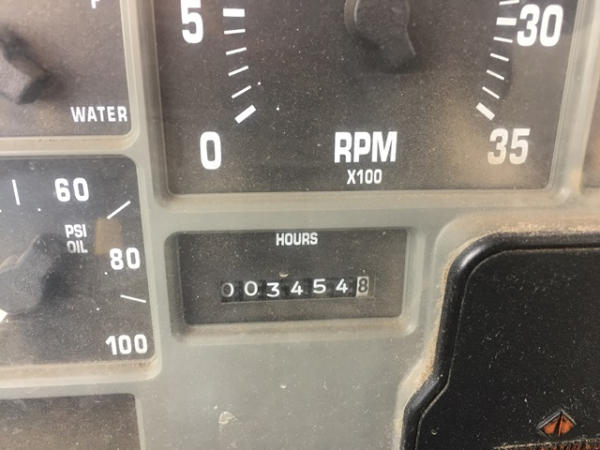 5
30
WATER
0
RPM
X100
35
60
PSI
OIL
80
100
HOURS
0034548